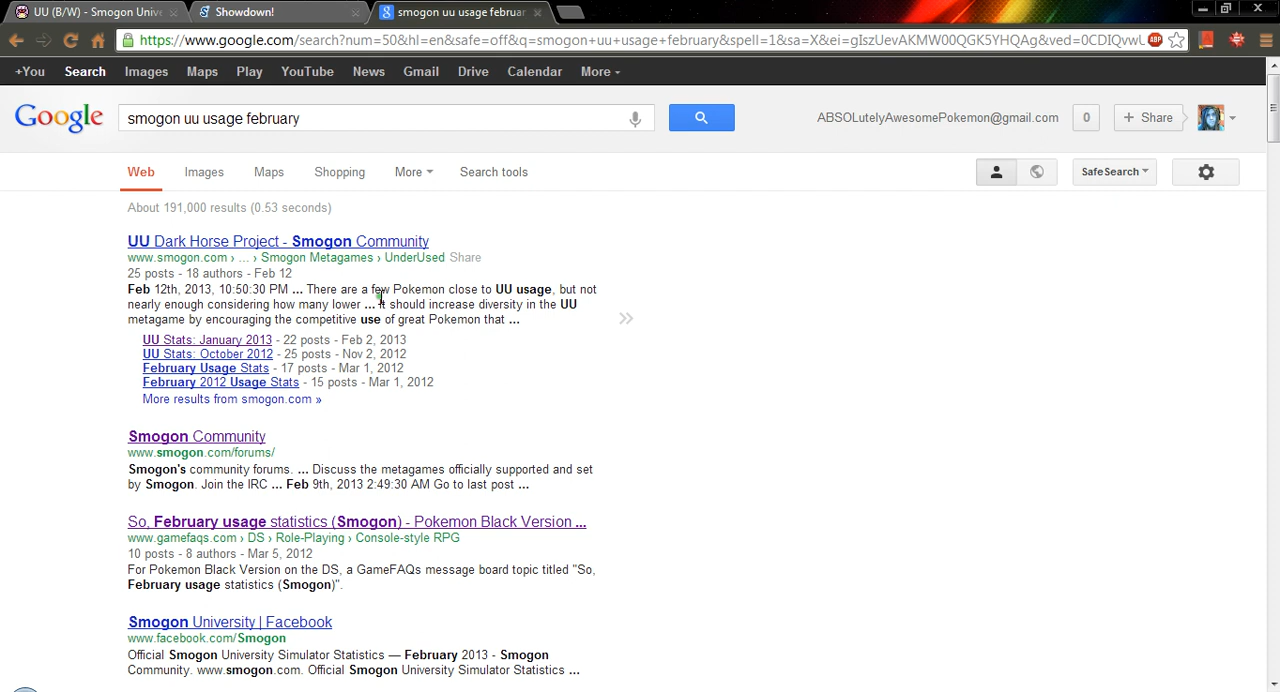 UU (B/W) - Smogon Unive
Showdown!
smogon uu usage februar
https://www.google.com/search?num=50&hl=en&safe=off&q=smogon+uu+usage+february&spell=1&sa=X&ei=gIszUevAKMW00QGK5YHQAg&ved=0CDIQvwU
ABP
+You Search Images Maps Play YouTube News Gmail Drive Calendar More
Google
smogon uu usage february
ABSOLutelyAwesomePokemon@gmail.com
0
+ Share
Web Images Maps Shopping More Search tools
SafeSearch
About 191,000 results (0.53 seconds)
UU Dark Horse Project - Smogon Community
www.smogon.com › ... › Smogon Metagames › UnderUsed Share
25 posts - 18 authors - Feb 12
Feb 12th, 2013, 10:50:30 PM ... There are a few Pokemon close to UU usage, but not
nearly enough considering how many lower ... It should increase diversity in the UU
metagame by encouraging the competitive use of great Pokemon that ...
UU Stats: January 2013 - 22 posts - Feb 2, 2013
UU Stats: October 2012 - 25 posts - Nov 2, 2012
February Usage Stats - 17 posts - Mar 1, 2012
February 2012 Usage Stats - 15 posts - Mar 1, 2012
More results from smogon.com »
Smogon Community
www.smogon.com/forums/
Smogon's community forums. ... Discuss the metagames officially supported and set
by Smogon. Join the IRC ... Feb 9th, 2013 2:49:30 AM Go to last post ...
So, February usage statistics (Smogon) - Pokemon Black Version ...
www.gamefaqs.com › DS › Role-Playing › Console-style RPG
10 posts - 8 authors - Mar 5, 2012
For Pokemon Black Version on the DS, a GameFAQs message board topic titled "So,
February usage statistics (Smogon)".
Smogon University | Facebook
www.facebook.com/Smogon
Official Smogon University Simulator Statistics — February 2013 - Smogon
Community. www.smogon.com. Official Smogon University Simulator Statistics ...